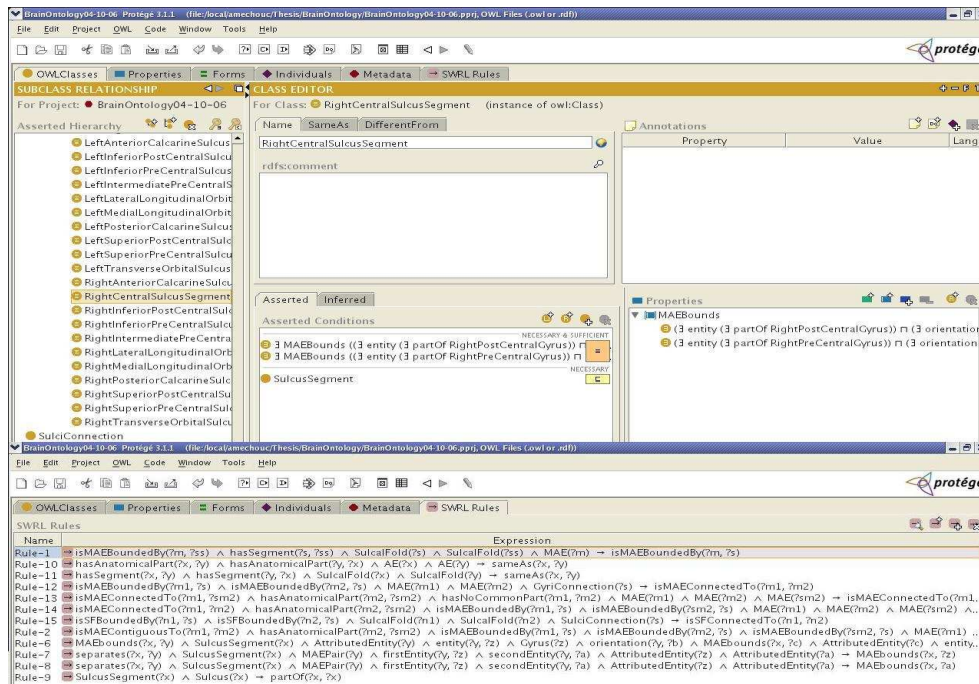 BrainOntology04-10-06 Protégé 3.1.1 (file:/local/amechouc/Thesis/BrainOntology/BrainOntology04-10-06.pprj, OWL Files (.owl or .rdf))
File Edit Project OWL Code Window Tools Help
protégé
OWLClasses Properties Forms Individuals Metadata SWRL Rules
SUBCLASS RELATIONSHIP
For Project: BrainOntology04-10-06
Asserted Hierarchy
LeftAnteriorCalcarineSulcus
LeftInferiorPostCentralSulcu
LeftInferiorPreCentralSulcus
LeftIntermediatePreCentralS
LeftLateralLongitudinalOrbit
LeftMedialLongitudinalOrbit
LeftPosteriorCalcarineSulcus
LeftSuperiorPostCentralSulc
LeftSuperiorPreCentralSulcu
LeftTransverseOrbitalSulcus
RightAnteriorCalcarineSulcu
RightCentralSulcusSegment
RightInferiorPostCentralSulc
RightInferiorPreCentralSulcu
RightIntermediatePreCentra
RightLateralLongitudinalOrb
RightMedialLongitudinalOrb
RightPosteriorCalcarineSulc
RightSuperiorPostCentralSu
RightSuperiorPreCentralSul
RightTransverseOrbitalSulcu
SulciConnection
CLASS EDITOR
For Class: RightCentralSulcusSegment (instance of owl:Class)
Name SameAs DifferentFrom
RightCentralSulcusSegment
rdfs:comment
Annotations
Property Value Lang
Asserted Inferred
Asserted Conditions
NECESSARY & SUFFICIENT
∃ MAEBounds ((∃ entity (∃ partOf RightPostCentralGyrus)) ⊓
∃ MAEBounds ((∃ entity (∃ partOf RightPreCentralGyrus)) ⊓
NECESSARY
SulcusSegment
Properties
MAEBounds
(∃ entity (∃ partOf RightPostCentralGyrus)) ⊓ (∃ orientation
(∃ entity (∃ partOf RightPreCentralGyrus)) ⊓ (∃ orientation
BrainOntology04-10-06 Protégé 3.1.1 (file:/local/amechouc/Thesis/BrainOntology/BrainOntology04-10-06.pprj, OWL Files (.owl or .rdf))
File Edit Project OWL Code Window Tools Help
protégé
OWLClasses Properties Forms Individuals Metadata SWRL Rules
SWRL Rules
Name Expression
Rule-1 isMAEBoundedBy(?m, ?ss) ∧ hasSegment(?s, ?ss) ∧ SulcalFold(?s) ∧ SulcalFold(?ss) ∧ MAE(?m) → isMAEBoundedBy(?m, ?s)
Rule-10 hasAnatomicalPart(?x, ?y) ∧ hasAnatomicalPart(?y, ?x) ∧ AE(?x) ∧ AE(?y) → sameAs(?x, ?y)
Rule-11 hasSegment(?x, ?y) ∧ hasSegment(?y, ?x) ∧ SulcalFold(?x) ∧ SulcalFold(?y) → sameAs(?x, ?y)
Rule-12 isMAEBoundedBy(?m1, ?s) ∧ isMAEBoundedBy(?m2, ?s) ∧ MAE(?m1) ∧ MAE(?m2) ∧ GyriConnection(?s) → isMAEConnectedTo(?m1, ?m2)
Rule-13 isMAEConnectedTo(?m1, ?sm2) ∧ hasAnatomicalPart(?m2, ?sm2) ∧ hasNoCommonPart(?m1, ?m2) ∧ MAE(?m1) ∧ MAE(?m2) ∧ MAE(?sm2) → isMAEConnectedTo(?m1,...
Rule-14 isMAEConnectedTo(?m1, ?m2) ∧ hasAnatomicalPart(?m2, ?sm2) ∧ isMAEBoundedBy(?m1, ?s) ∧ isMAEBoundedBy(?sm2, ?s) ∧ MAE(?m1) ∧ MAE(?m2) ∧ MAE(?sm2) ∧...
Rule-15 isSFBoundedBy(?n1, ?s) ∧ isSFBoundedBy(?n2, ?s) ∧ SulcalFold(?n1) ∧ SulcalFold(?n2) ∧ SulciConnection(?s) → isSFConnectedTo(?n1, ?n2)
Rule-2 isMAEContiguousTo(?m1, ?m2) ∧ hasAnatomicalPart(?m2, ?sm2) ∧ isMAEBoundedBy(?m1, ?s) ∧ isMAEBoundedBy(?m2, ?s) ∧ isMAEBoundedBy(?sm2, ?s) ∧ MAE(?m1) ...
Rule-6 MAEbounds(?x, ?y) ∧ SulcusSegment(?x) ∧ AttributedEntity(?y) ∧ entity(?y, ?z) ∧ Gyrus(?z) ∧ orientation(?y, ?b) ∧ MAEbounds(?x, ?c) ∧ AttributedEntity(?c) ∧ entity...
Rule-7 separates(?x, ?y) ∧ SulcusSegment(?x) ∧ MAEPair(?y) ∧ firstEntity(?y, ?z) ∧ secondEntity(?y, ?a) ∧ AttributedEntity(?z) ∧ AttributedEntity(?a) → MAEbounds(?x, ?z)
Rule-8 separates(?x, ?y) ∧ SulcusSegment(?x) ∧ MAEPair(?y) ∧ firstEntity(?y, ?z) ∧ secondEntity(?y, ?a) ∧ AttributedEntity(?z) ∧ AttributedEntity(?a) → MAEbounds(?x, ?a)
Rule-9 SulcusSegment(?x) ∧ Sulcus(?x) → partOf(?x, ?x)